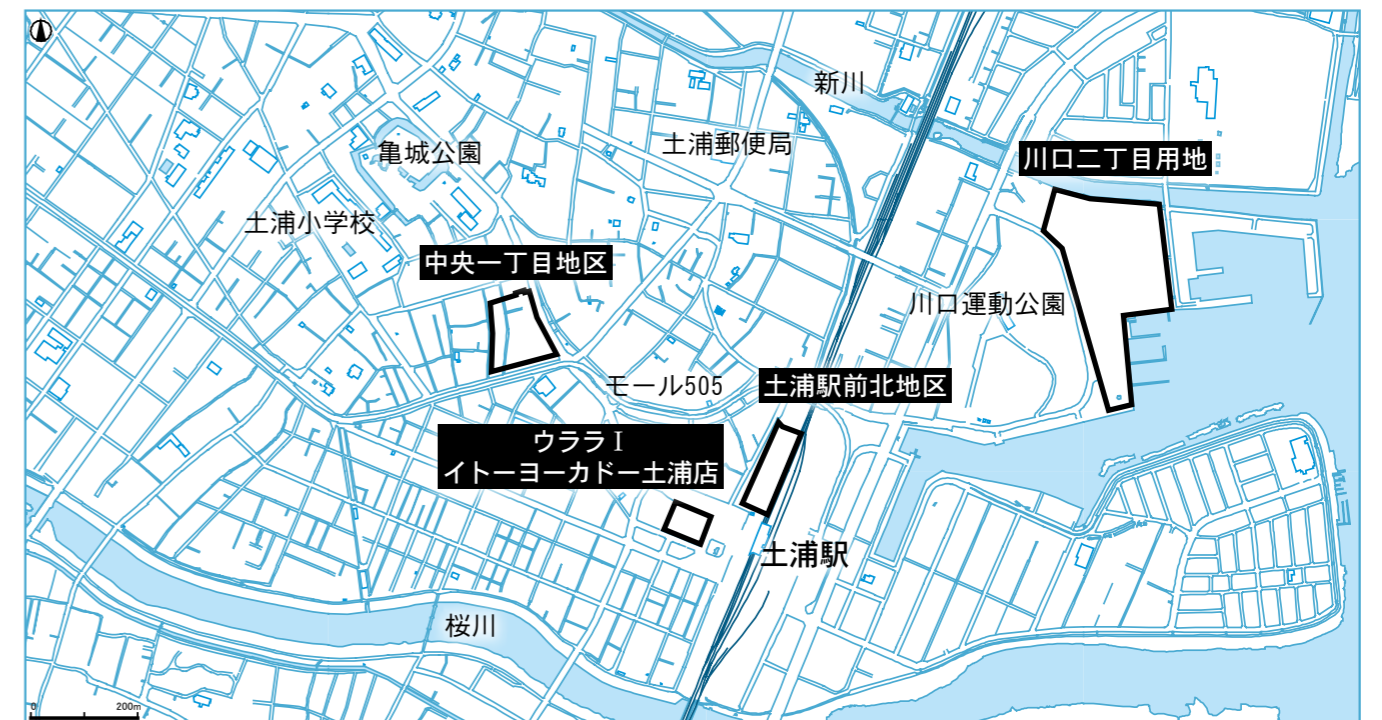 新川
土浦郵便局
亀城公園
川口二丁目用地
土浦小学校
中央一丁目地区
川口運動公園
モール505
土浦駅前北地区
ウララⅠ
イトーヨーカドー土浦店
土浦駅
桜川
0 200m